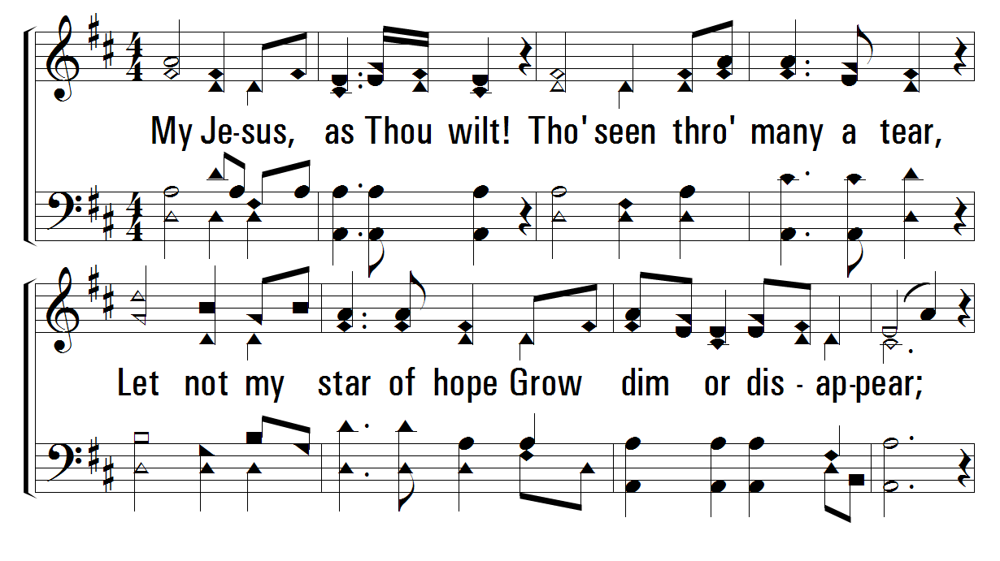 My Je-sus, as Thou wilt! Tho' seen thro' many a tear,
Let not my star of hope Grow dim or dis - ap-pear;